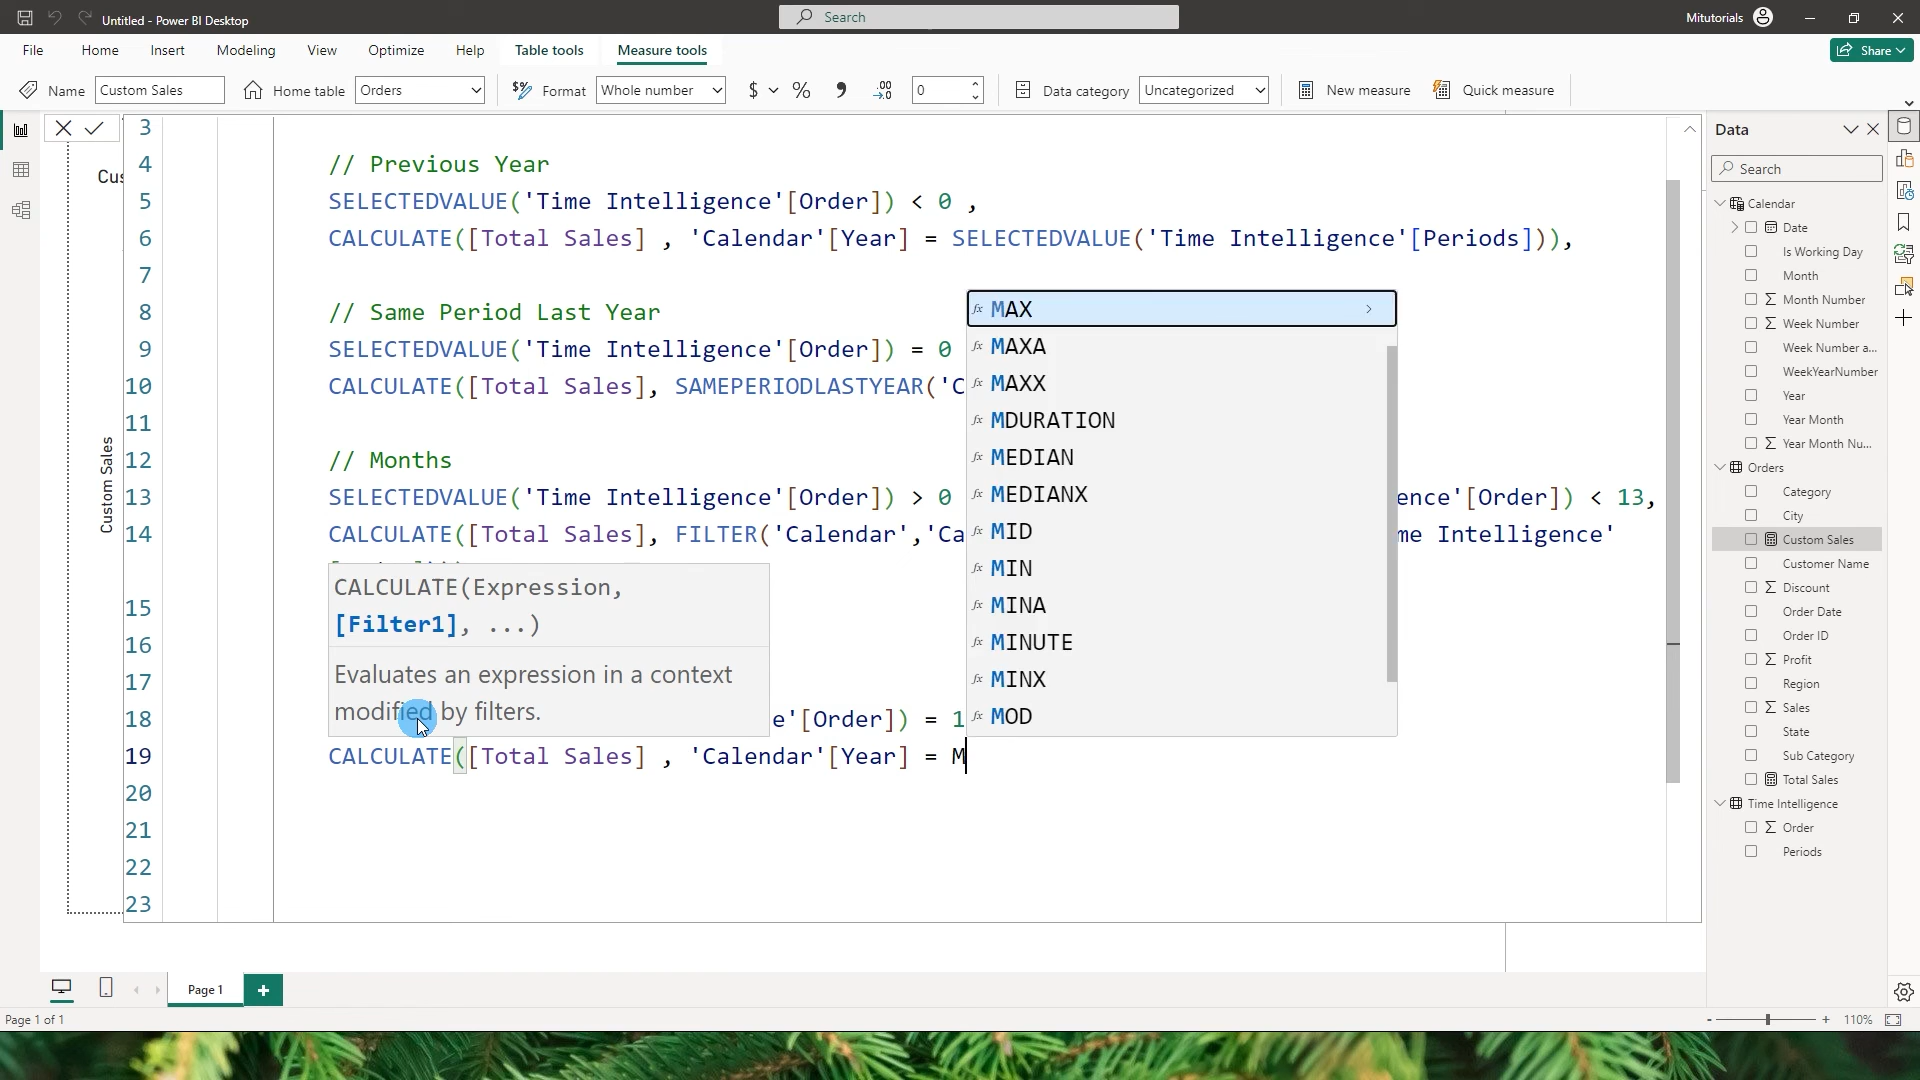 Untitled - Power BI Desktop
Search
Mitutorials
File
Home
Insert
Modeling
View
Optimize
Help
Table tools
Measure tools
Share
Name
Custom Sales
Home table
Orders
Format
Whole number
$
%
0
Data category
Uncategorized
New measure
Quick measure
Cus
Custom Sales
3
4 // Previous Year
5 SELECTEDVALUE('Time Intelligence'[Order]) < 0 ,
6 CALCULATE([Total Sales] , 'Calendar'[Year] = SELECTEDVALUE('Time Intelligence'[Periods])),
7
8 // Same Period Last Year
9 SELECTEDVALUE('Time Intelligence'[Order]) = 0
10 CALCULATE([Total Sales], SAMEPERIODLASTYEAR('C
11
12 // Months
13 SELECTEDVALUE('Time Intelligence'[Order]) > 0 ence'[Order]) < 13,
14 CALCULATE([Total Sales], FILTER('Calendar','Ca me Intelligence'
15
16
17
18 e'[Order]) = 1
19 CALCULATE([Total Sales] , 'Calendar'[Year] = M
20
21
22
23
CALCULATE(Expression,
[Filter1], ...)
Evaluates an expression in a context
modified by filters.
MAX
MAXA
MAXX
MDURATION
MEDIAN
MEDIANX
MID
MIN
MINA
MINUTE
MINX
MOD
Data
Search
Calendar
Date
Is Working Day
Month
Month Number
Week Number
Week Number a...
WeekYearNumber
Year
Year Month
Year Month Nu...
Orders
Category
City
Custom Sales
Customer Name
Discount
Order Date
Order ID
Profit
Region
Sales
State
Sub Category
Total Sales
Time Intelligence
Order
Periods
Page 1
Page 1 of 1
110%